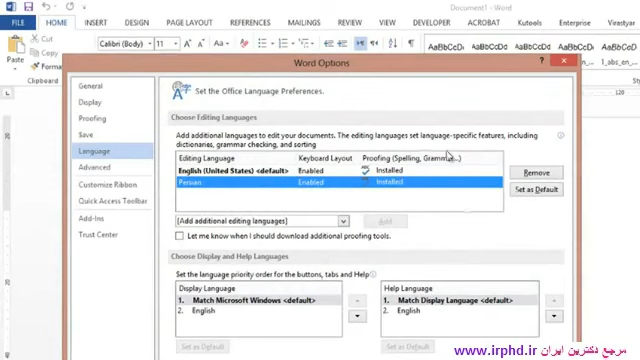 Document1 - Word
FILE HOME INSERT DESIGN PAGE LAYOUT REFERENCES MAILINGS REVIEW VIEW DEVELOPER ACROBAT Kutools Enterprise Virastyar
Paste
Cut
Copy
Clipboard
Calibri (Body) 11
AaBbCcDd AaBbCcDd
1_abs_en_
Word Options
General
Display
Proofing
Save
Language
Advanced
Customize Ribbon
Quick Access Toolbar
Add-Ins
Trust Center
Set the Office Language Preferences.
Choose Editing Languages
Add additional languages to edit your documents. The editing languages set language-specific features, including
dictionaries, grammar checking, and sorting
Editing Language Keyboard Layout Proofing (Spelling, Gramm...)
English (United States) <default> Enabled Installed
Persian Enabled Installed
Remove
Set as Default
[Add additional editing languages] Add
Let me know when I should download additional proofing tools.
Choose Display and Help Languages
Set the language priority order for the buttons, tabs and Help
Display Language
1. Match Microsoft Windows <default>
2. English
Set as Default
Help Language
1. Match Display Language <default>
2. English
Set as Default
مرجع دکترین ایران www.irphd.ir